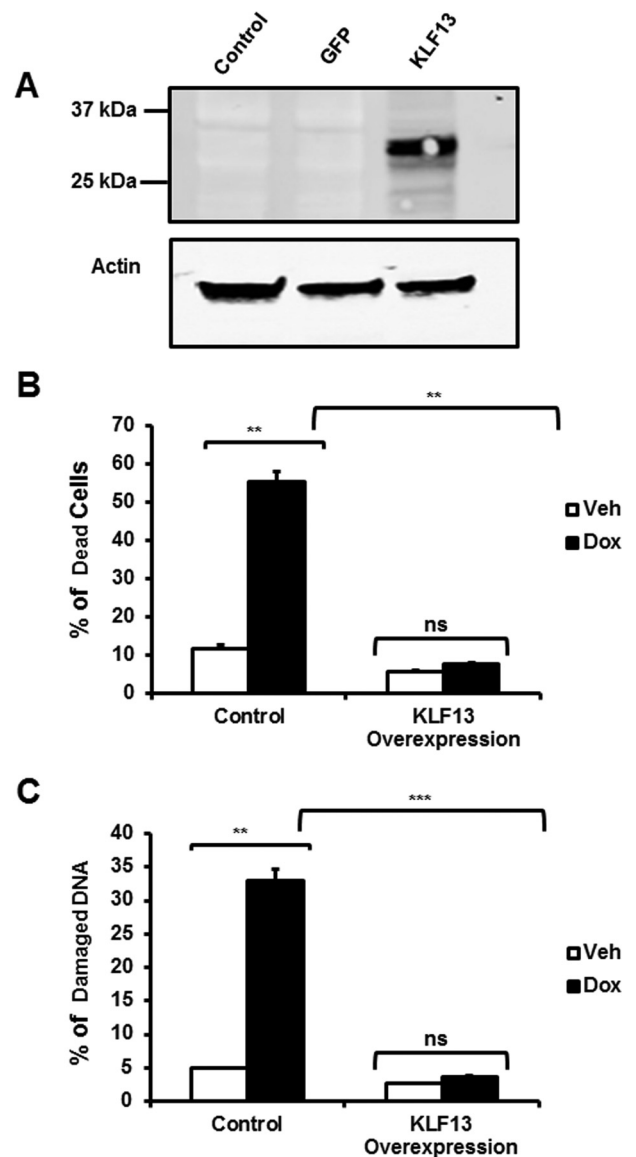 Control GFP KLF13
A
37 kDa
25 kDa
Actin
B
% of Dead Cells
70
60
50
40
30
20
10
0
**
**
ns
Veh
Dox
Control
KLF13
Overexpression
C
% of Damaged DNA
40
35
30
25
20
15
10
5
0
**
***
ns
Veh
Dox
Control
KLF13
Overexpression